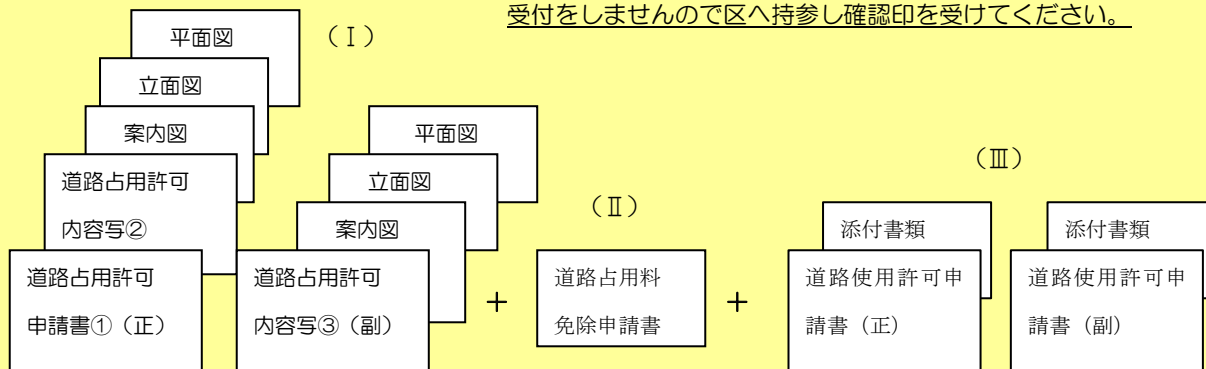 受付をしませんので区へ持参し確認印を受けてください。
(Ⅰ)
平面図
立面図
案内図
道路占用許可
内容写②
道路占用許可
申請書①（正）
平面図
立面図
案内図
道路占用許可
内容写③（副）
＋
(Ⅱ)
道路占用料
免除申請書
＋
(Ⅲ)
添付書類
道路使用許可申
請書（正）
添付書類
道路使用許可申
請書（副）